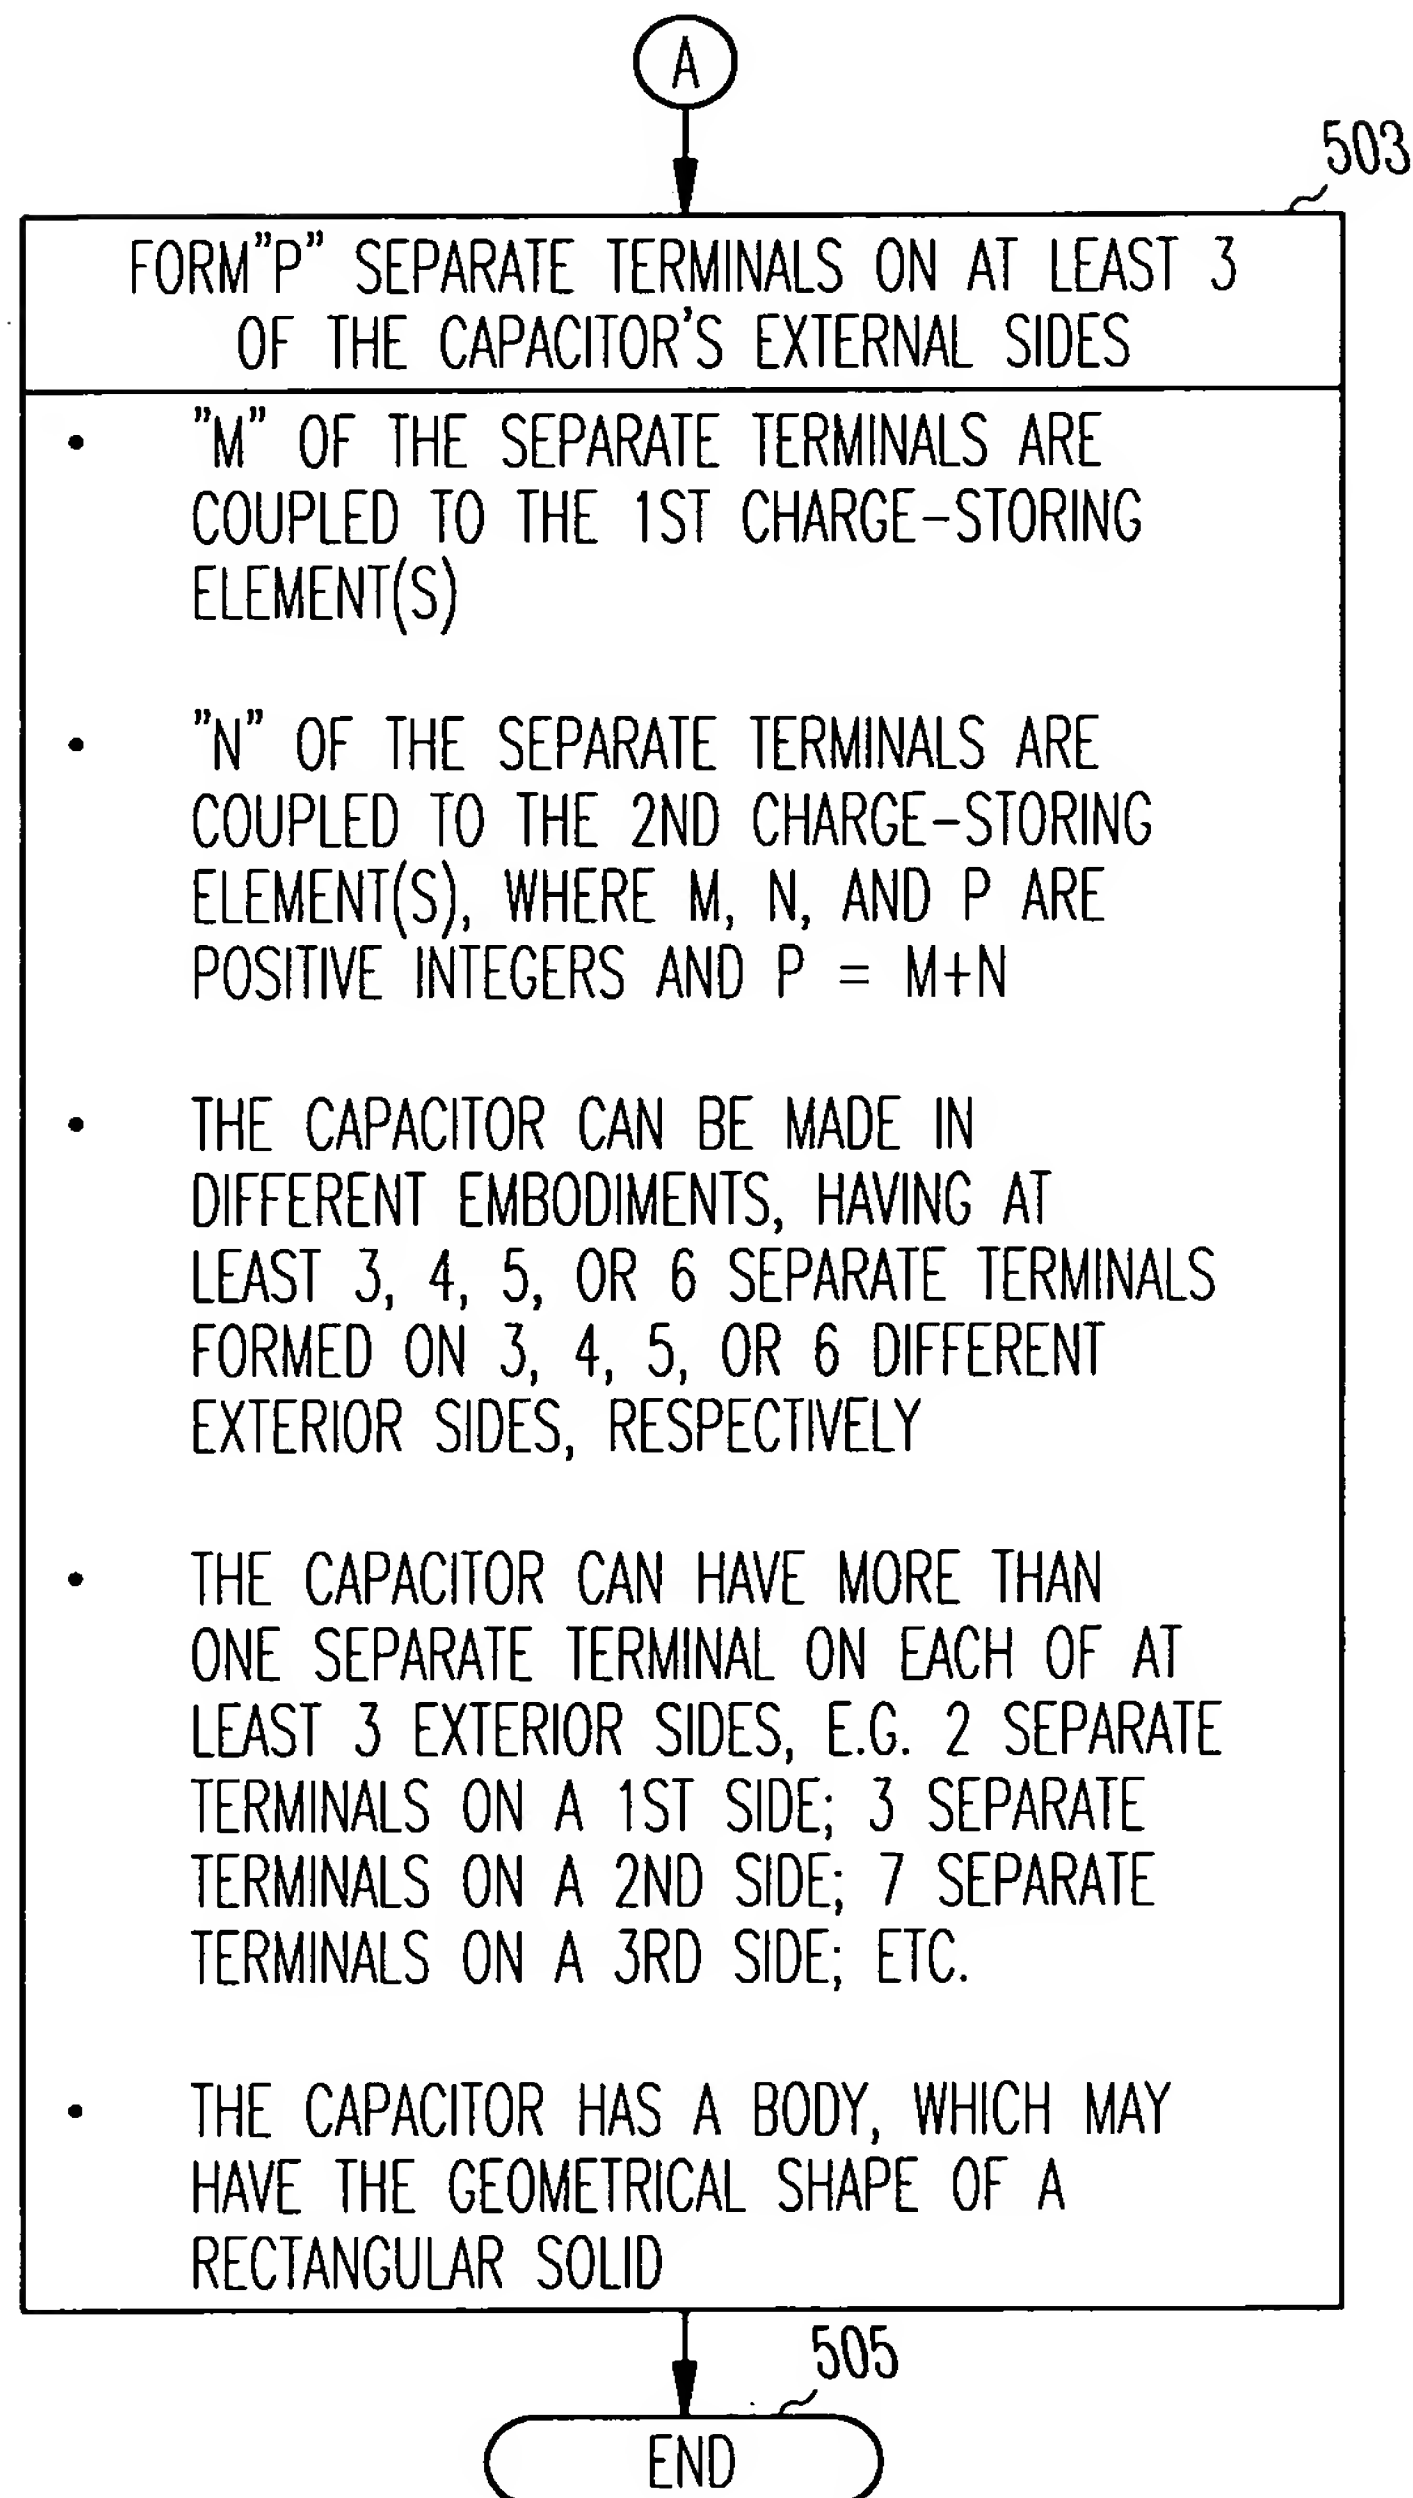 A
503
FORM"P" SEPARATE TERMINALS ON AT LEAST 3
OF THE CAPACITOR'S EXTERNAL SIDES
• "M" OF THE SEPARATE TERMINALS ARE
COUPLED TO THE 1ST CHARGE-STORING
ELEMENT(S)
• "N" OF THE SEPARATE TERMINALS ARE
COUPLED TO THE 2ND CHARGE-STORING
ELEMENT(S), WHERE M, N, AND P ARE
POSITIVE INTEGERS AND P = M+N
• THE CAPACITOR CAN BE MADE IN
DIFFERENT EMBODIMENTS, HAVING AT
LEAST 3, 4, 5, OR 6 SEPARATE TERMINALS
FORMED ON 3, 4, 5, OR 6 DIFFERENT
EXTERIOR SIDES, RESPECTIVELY
• THE CAPACITOR CAN HAVE MORE THAN
ONE SEPARATE TERMINAL ON EACH OF AT
LEAST 3 EXTERIOR SIDES, E.G. 2 SEPARATE
TERMINALS ON A 1ST SIDE; 3 SEPARATE
TERMINALS ON A 2ND SIDE; 7 SEPARATE
TERMINALS ON A 3RD SIDE; ETC.
• THE CAPACITOR HAS A BODY, WHICH MAY
HAVE THE GEOMETRICAL SHAPE OF A
RECTANGULAR SOLID
505
END